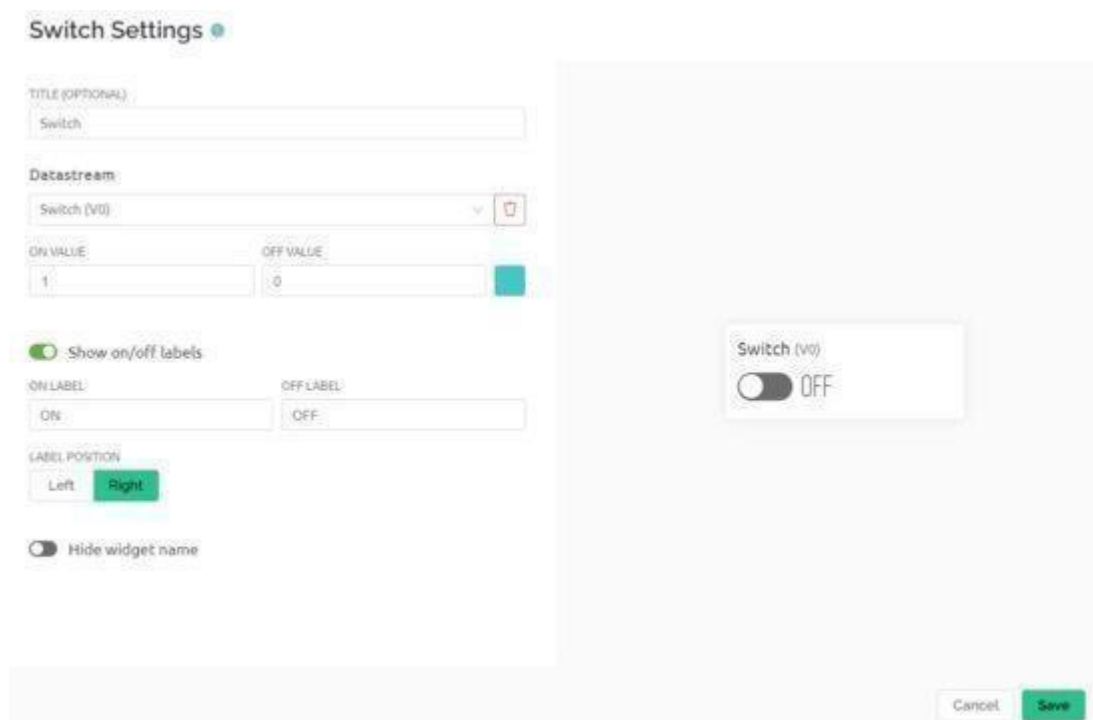 Switch Settings
TITLE (OPTIONAL)
Switch
Datastream
Switch (V0)
ON VALUE
OFF VALUE
1
0
Show on/off labels
ON LABEL
OFF LABEL
ON
OFF
LABEL POSITION
Left
Right
Hide widget name
Switch (V0)
OFF
Cancel
Save